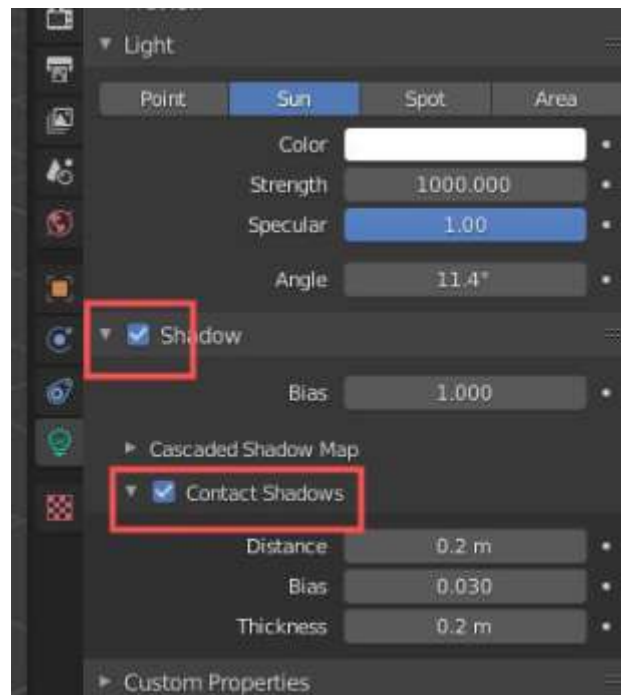 Light
Point Sun Spot Area
Color
Strength 1000.000
Specular 1.00
Angle 11.4°
Shadow
Bias 1.000
Cascaded Shadow Map
Contact Shadows
Distance 0.2 m
Bias 0.030
Thickness 0.2 m
Custom Properties